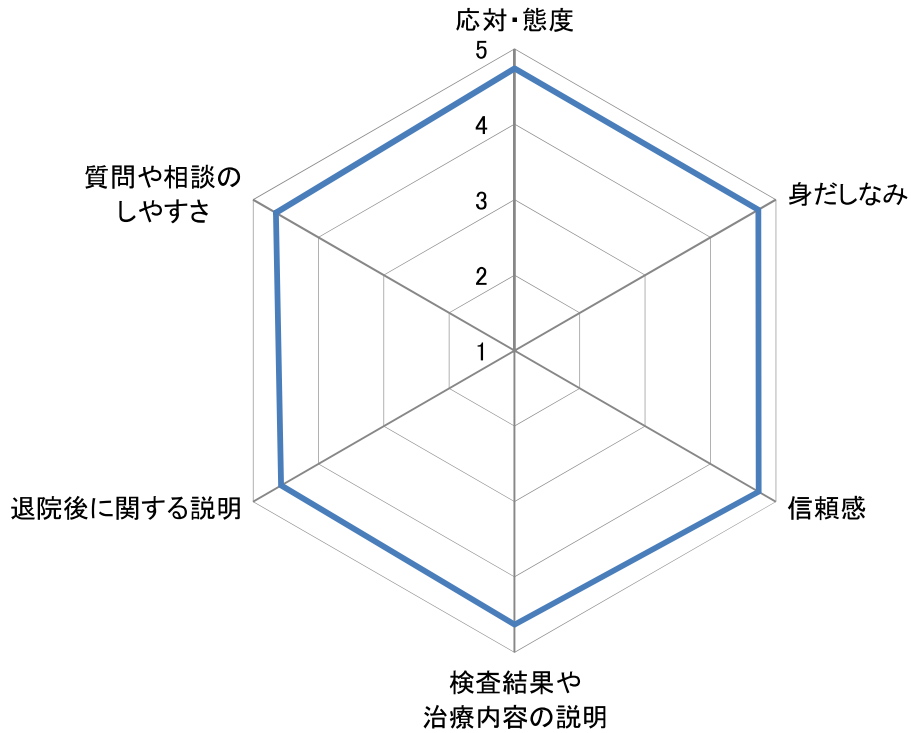 応対・態度
5
4
3
2
1
身だしなみ
信頼感
検査結果や
治療内容の説明
退院後に関する説明
質問や相談の
しやすさ